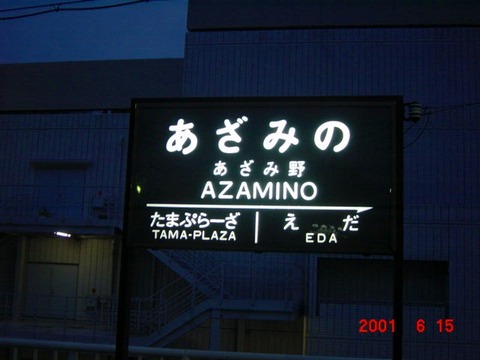 あざみの
あざみ野
AZAMINO
たまぷらーざ えだ
TAMA-PLAZA EDA
2001 6 15